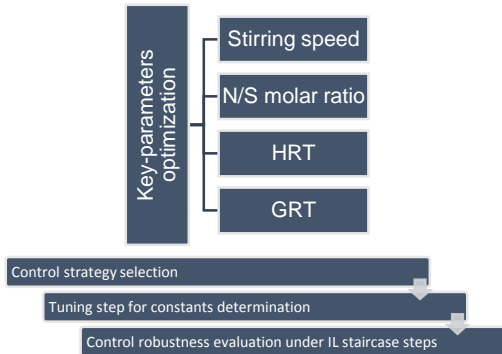 Key-parameters
optimization
Stirring speed
N/S molar ratio
HRT
GRT
Control strategy selection
Tuning step for constants determination
Control robustness evaluation under IL staircase steps